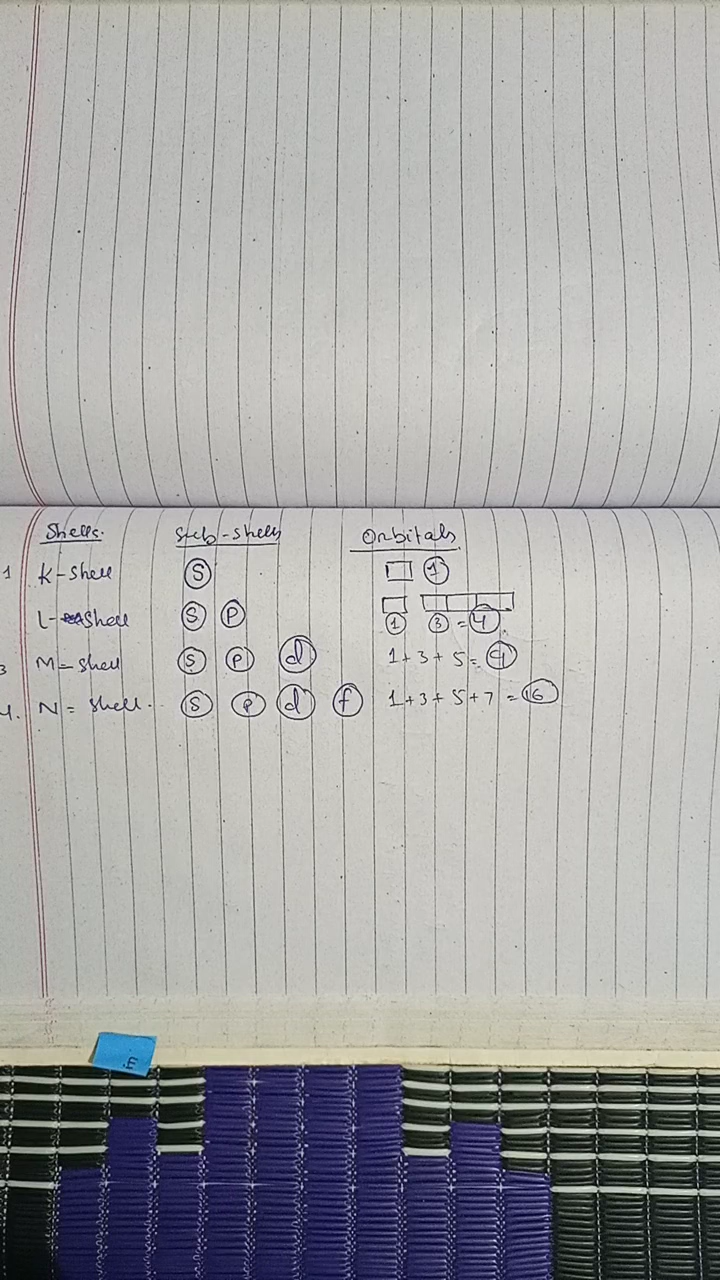 Shells. Sub-shells Orbitals
1 K-shell S 1
L-shell S P 1 3 = 4
3 M-shell S P d 1+3+5=9
4. N= shell. S P d f 1+3+5+7=16
E